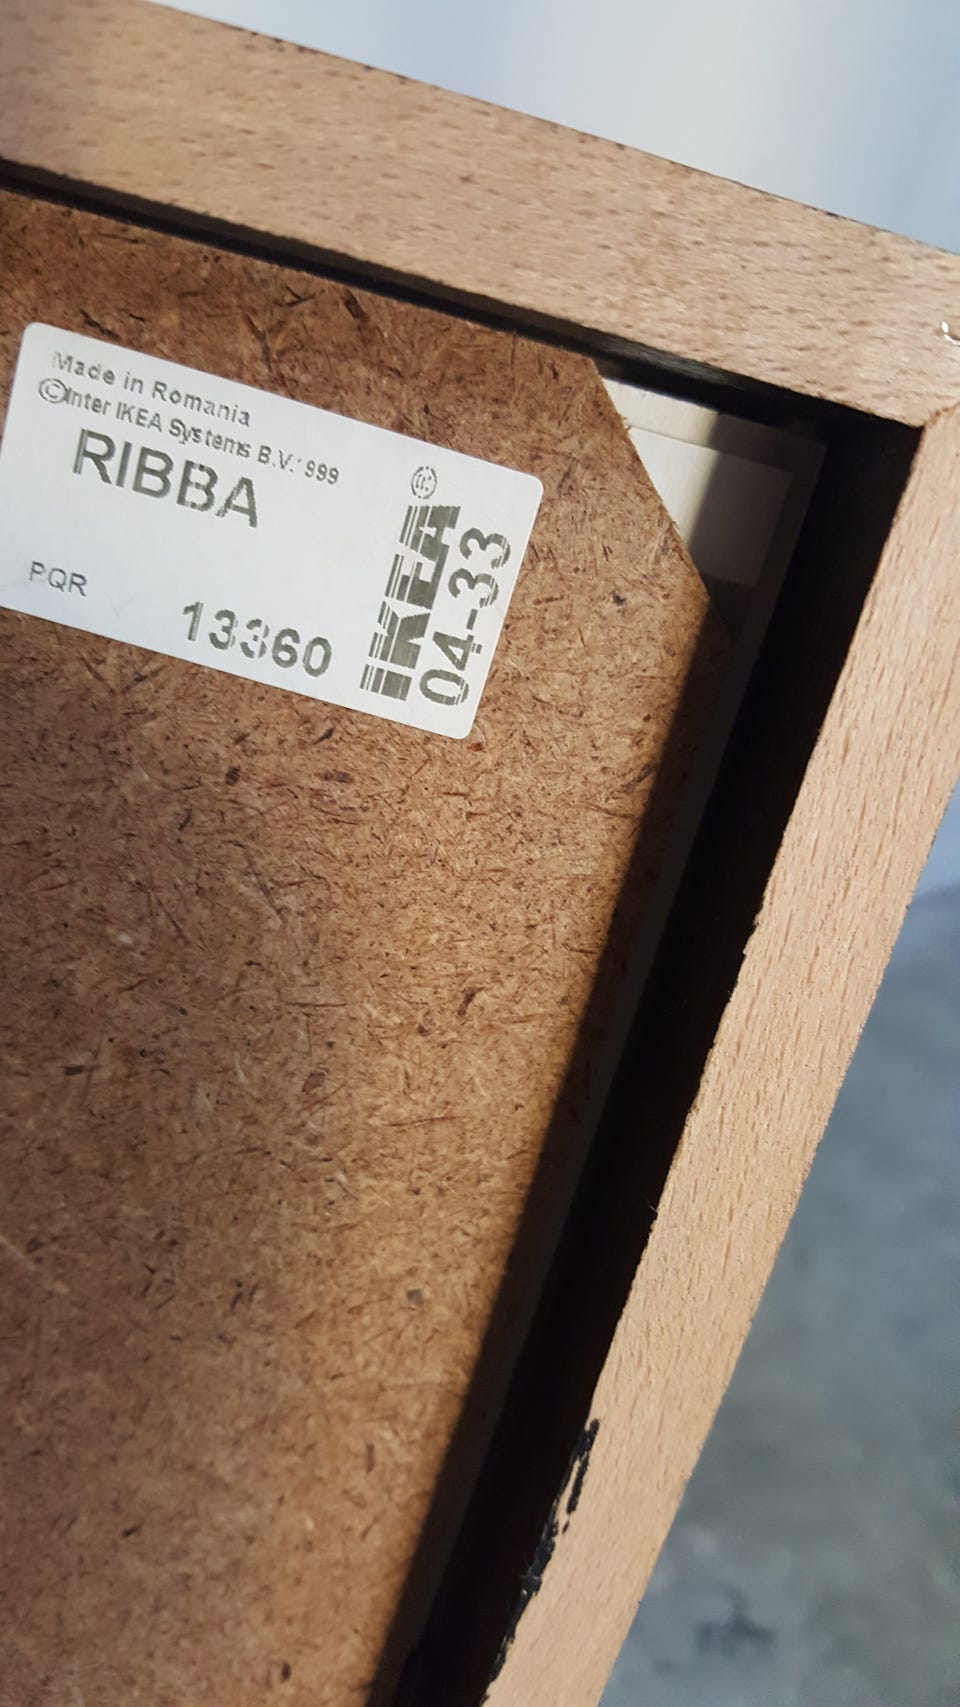 Made in Romania
©Inter IKEA Systems B.V. 1999
RIBBA
PQR
13360
IKEA®
04-33